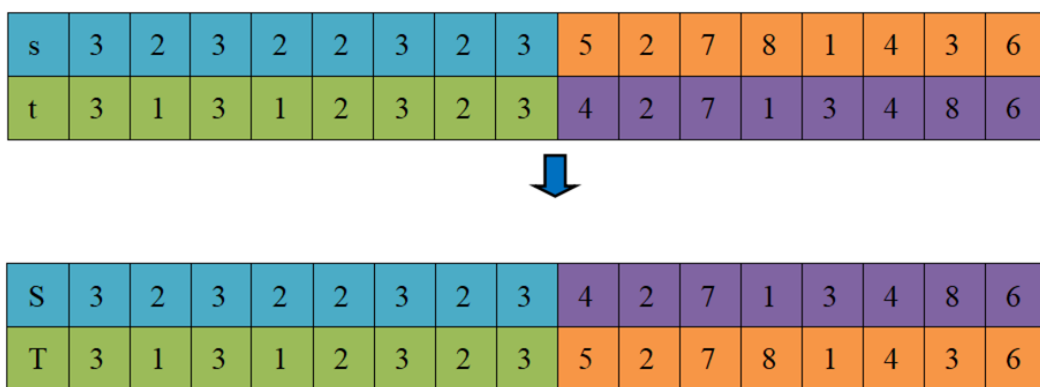 s 3 2 3 2 2 3 2 3 5 2 7 8 1 4 3 6
t 3 1 3 1 2 3 2 3 4 2 7 1 3 4 8 6
S 3 2 3 2 2 3 2 3 4 2 7 1 3 4 8 6
T 3 1 3 1 2 3 2 3 5 2 7 8 1 4 3 6